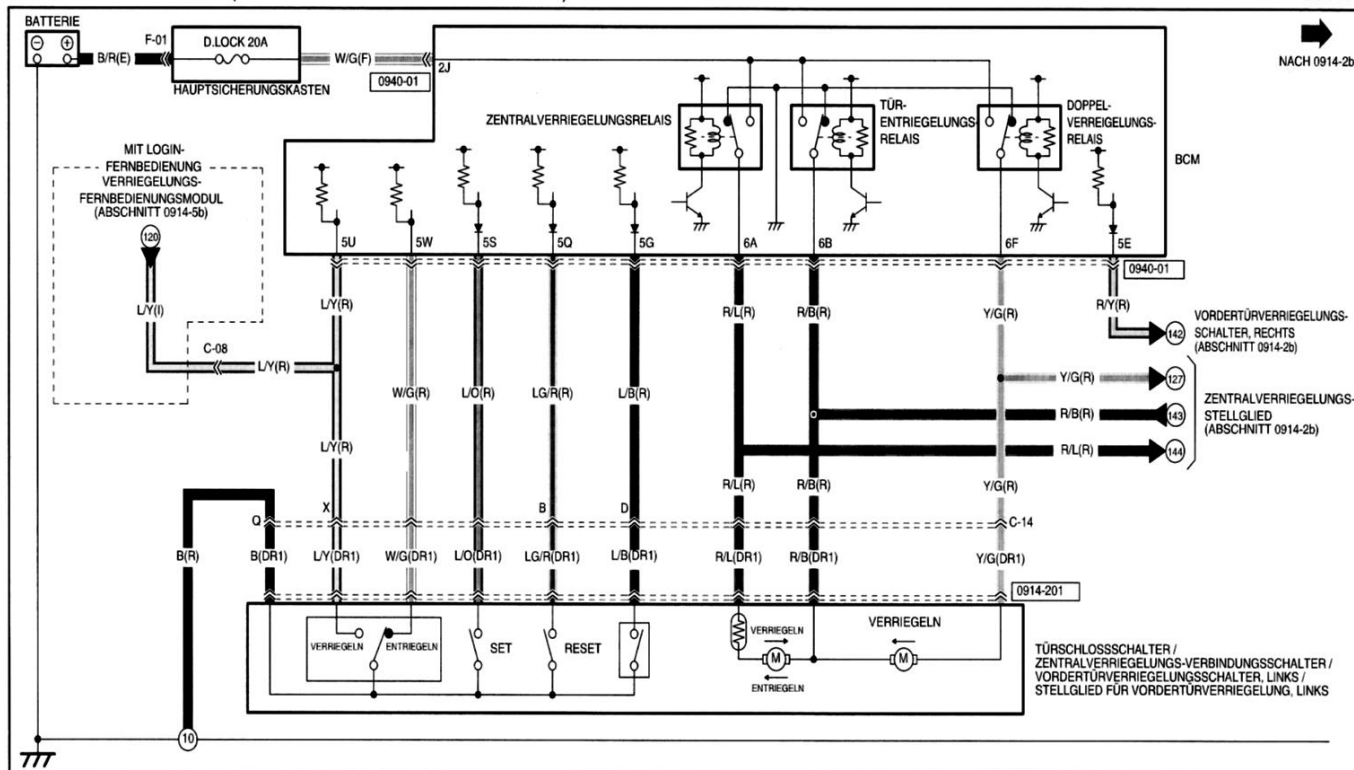 BATTERIE
F-01
D.LOCK 20A
B/R(E)
W/G(F)
2J
0940-01
HAUPTSICHERUNGSKASTEN
NACH 0914-2b
ZENTRALVERRIEGELUNGSRELAIS
TÜR-
ENTRIEGELUNGS-
RELAIS
DOPPEL-
VERREIGELUNGS-
RELAIS
BCM
MIT LOGIN-
FERNBEDIENUNG
VERRIEGELUNGS-
FERNBEDIENUNGSMODUL
(ABSCHNITT 0914-5b)
120
5U
5W
5S
5Q
5G
6A
6B
6F
5E
0940-01
L/Y(I)
L/Y(R)
R/L(R)
R/B(R)
Y/G(R)
R/Y(R)
142
VORDERTÜRVERRIEGELUNGS-
SCHALTER, RECHTS
(ABSCHNITT 0914-2b)
C-08
L/Y(R)
W/G(R)
L/O(R)
LG/R(R)
L/B(R)
Y/G(R)
127
R/B(R)
143
R/L(R)
144
ZENTRALVERRIEGELUNGS-
STELLGLIED
(ABSCHNITT 0914-2b)
L/Y(R)
R/L(R)
R/B(R)
Y/G(R)
Q
X
B
D
C-14
B(R)
B(DR1)
L/Y(DR1)
W/G(DR1)
L/O(DR1)
LG/R(DR1)
L/B(DR1)
R/L(DR1)
R/B(DR1)
Y/G(DR1)
0914-201
VERRIEGELN
ENTRIEGELN
SET
RESET
VERRIEGELN
M
ENTRIEGELN
VERRIEGELN
M
TÜRSCHLOSSSCHALTER /
ZENTRALVERRIEGELUNGS-VERBINDUNGSSCHALTER /
VORDERTÜRVERRIEGELUNGSSCHALTER, LINKS /
STELLGLIED FÜR VORDERTÜRVERRIEGELUNG, LINKS
10